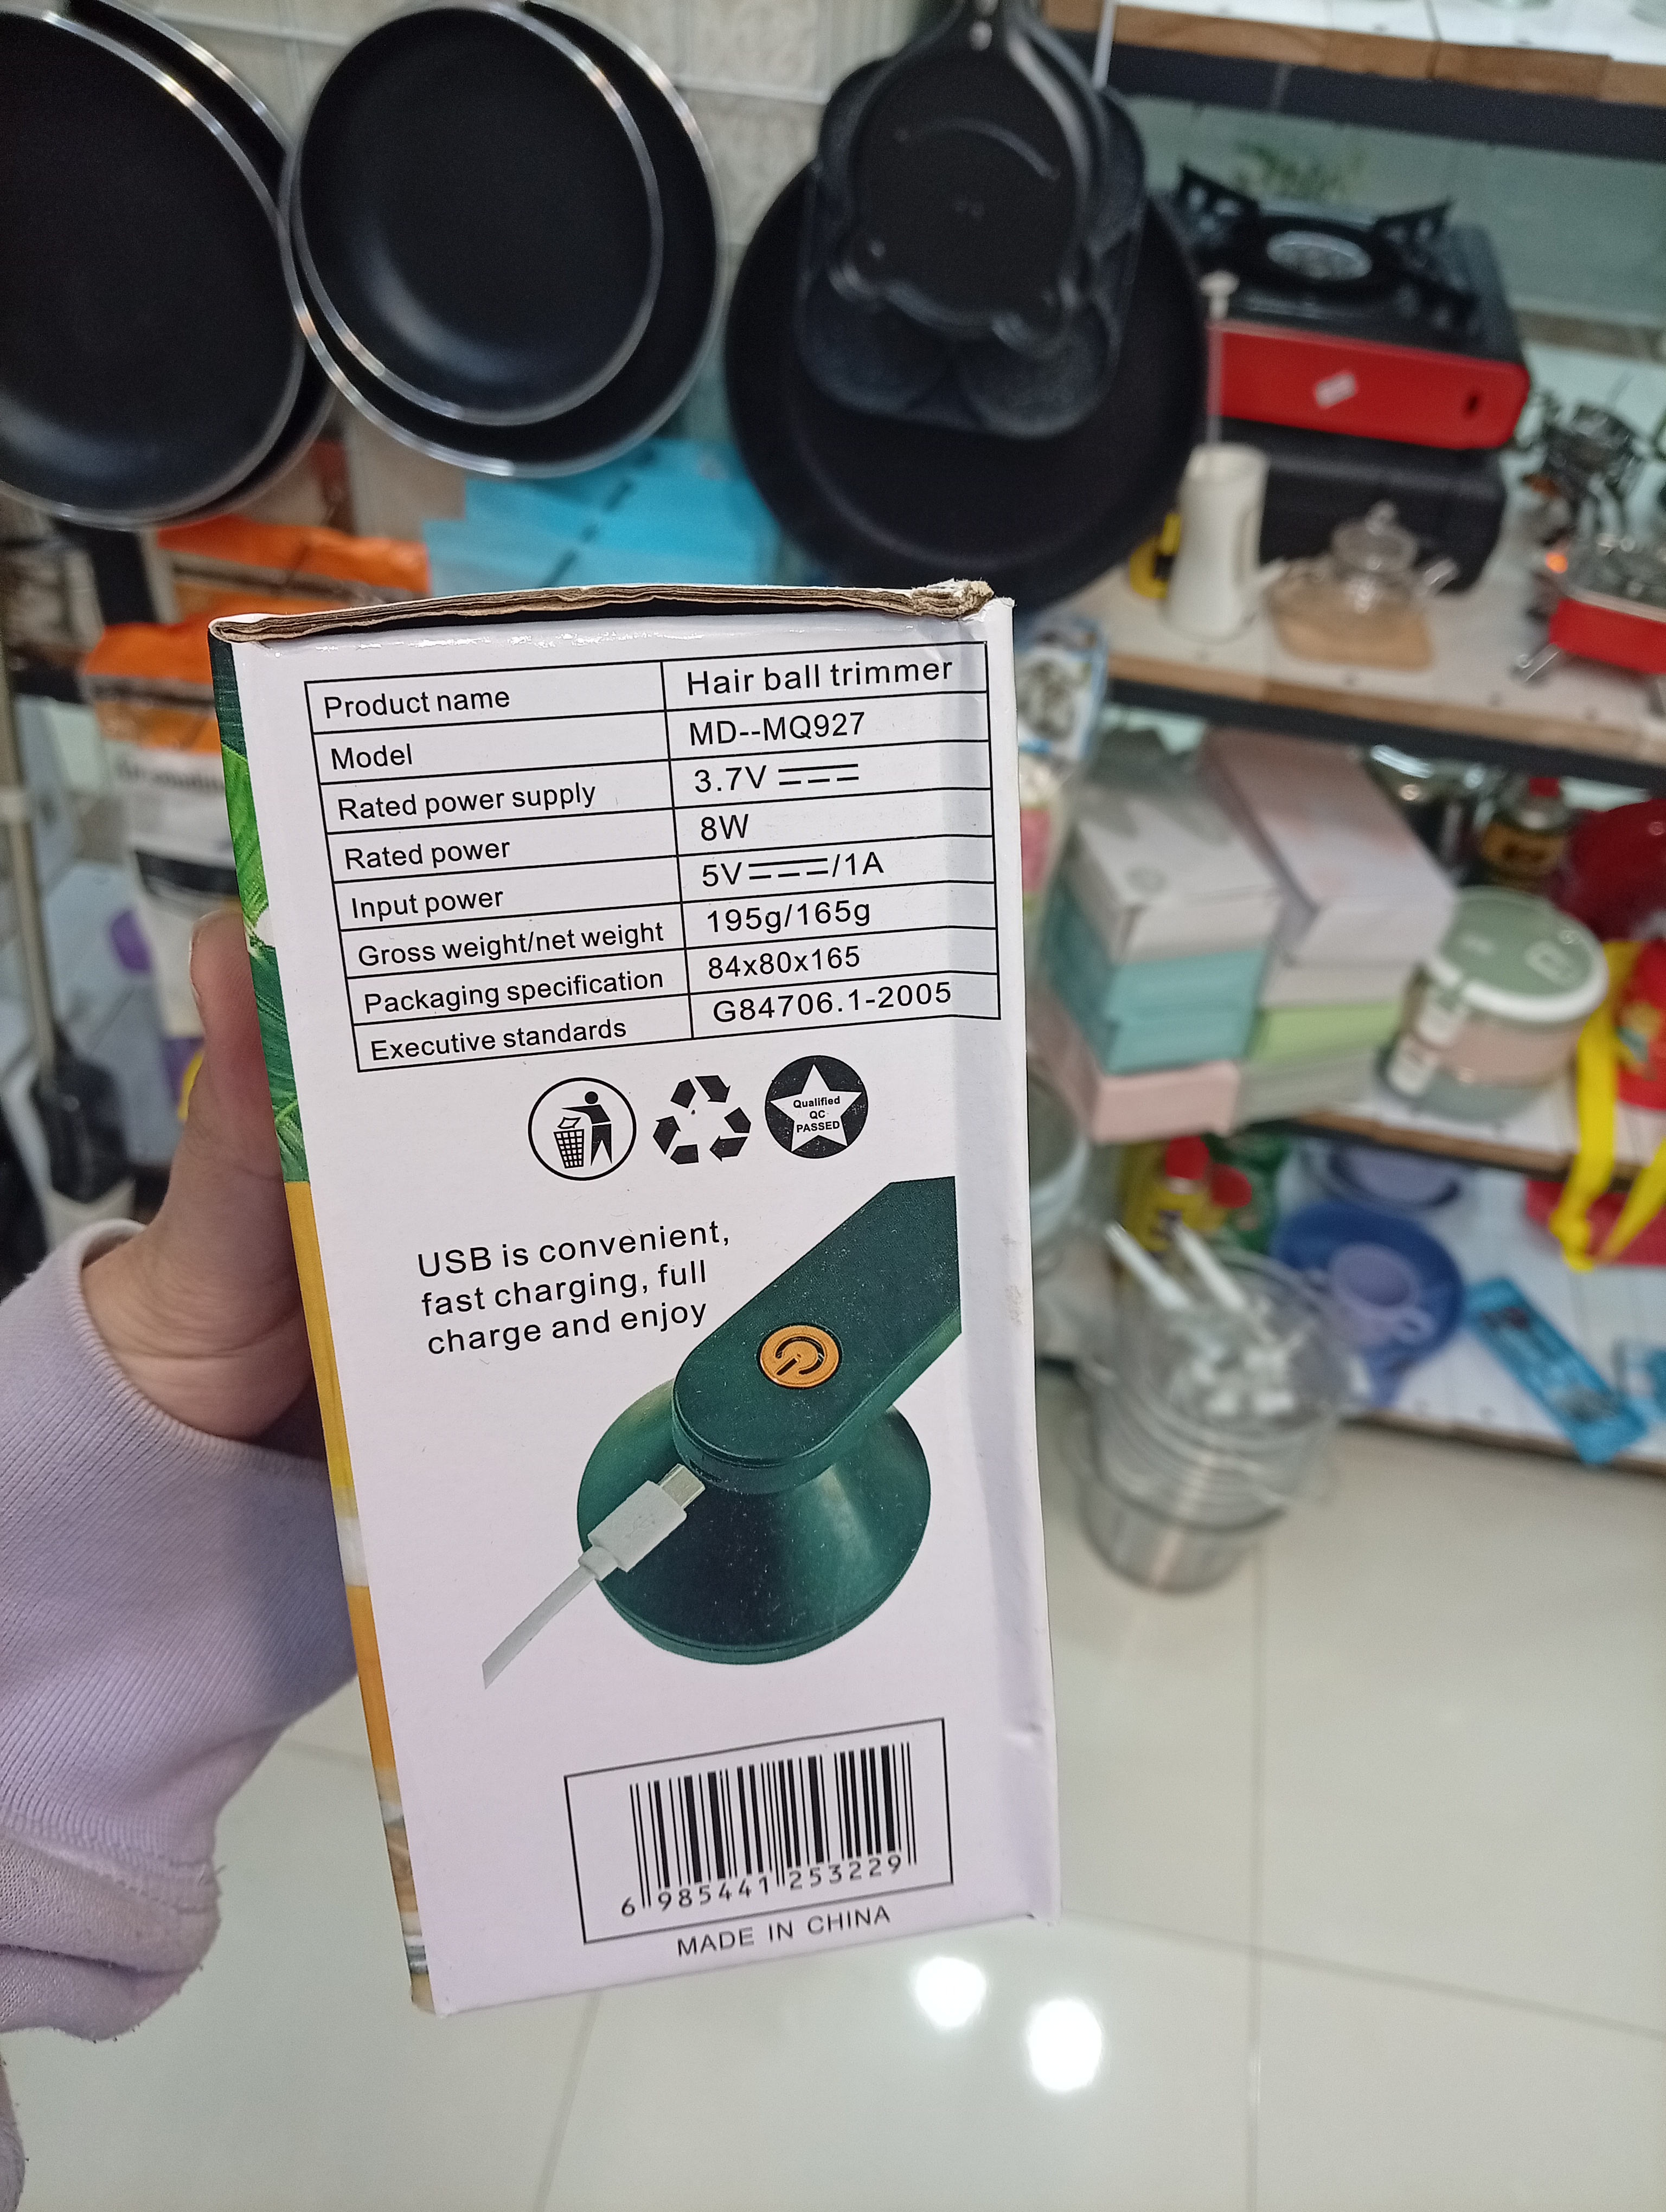 Product name Hair ball trimmer
Model MD--MQ927
Rated power supply 3.7V ⎓
Rated power 8W
Input power 5V⎓/1A
Gross weight/net weight 195g/165g
Packaging specification 84x80x165
Executive standards G84706.1-2005
Qualified
QC
PASSED
USB is convenient,
fast charging, full
charge and enjoy
6 985441 253229
MADE IN CHINA